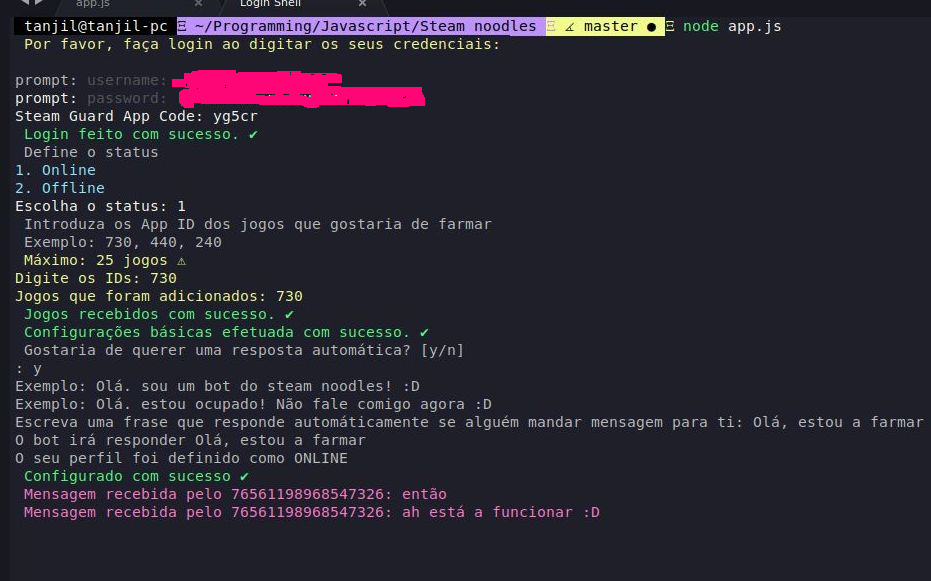 app.js × Login Shell ×
tanjil@tanjil-pc ~/Programming/Javascript/Steam noodles master ● node app.js
Por favor, faça login ao digitar os seus credenciais:
prompt: username:
prompt: password:
Steam Guard App Code: yg5cr
Login feito com sucesso. ✔
Define o status
1. Online
2. Offline
Escolha o status: 1
Introduza os App ID dos jogos que gostaria de farmar
Exemplo: 730, 440, 240
Máximo: 25 jogos ⚠
Digite os IDs: 730
Jogos que foram adicionados: 730
Jogos recebidos com sucesso. ✔
Configurações básicas efetuada com sucesso. ✔
Gostaria de querer uma resposta automática? [y/n]
: y
Exemplo: Olá. sou um bot do steam noodles! :D
Exemplo: Olá. estou ocupado! Não fale comigo agora :D
Escreva uma frase que responde automáticamente se alguém mandar mensagem para ti: Olá, estou a farmar
O bot irá responder Olá, estou a farmar
O seu perfil foi definido como ONLINE
Configurado com sucesso ✔
Mensagem recebida pelo 76561198968547326: então
Mensagem recebida pelo 76561198968547326: ah está a funcionar :D